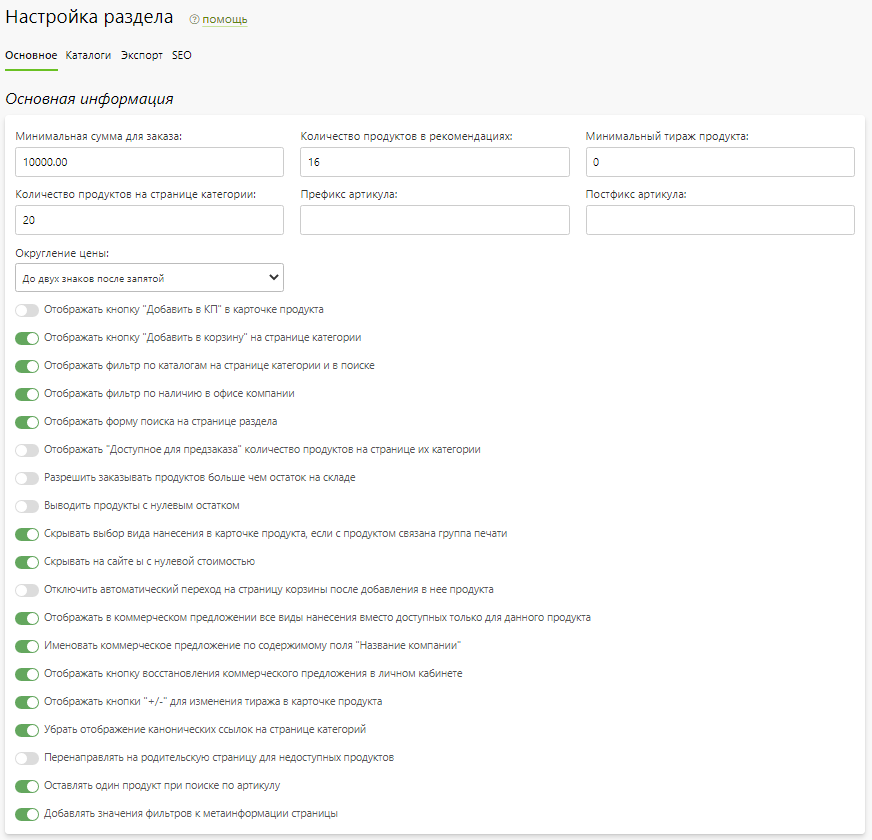 Настройка раздела ? помощь
Основное Каталоги Экспорт SEO
Основная информация
Минимальная сумма для заказа: Количество продуктов в рекомендациях: Минимальный тираж продукта:
10000.00 16 0
Количество продуктов на странице категории: Префикс артикула: Постфикс артикула:
20
Округление цены:
До двух знаков после запятой
Отображать кнопку "Добавить в КП" в карточке продукта
Отображать кнопку "Добавить в корзину" на странице категории
Отображать фильтр по каталогам на странице категории и в поиске
Отображать фильтр по наличию в офисе компании
Отображать форму поиска на странице раздела
Отображать "Доступное для предзаказа" количество продуктов на странице их категории
Разрешить заказывать продуктов больше чем остаток на складе
Выводить продукты с нулевым остатком
Скрывать выбор вида нанесения в карточке продукта, если с продуктом связана группа печати
Скрывать на сайте ы с нулевой стоимостью
Отключить автоматический переход на страницу корзины после добавления в нее продукта
Отображать в коммерческом предложении все виды нанесения вместо доступных только для данного продукта
Именовать коммерческое предложение по содержимому поля "Название компании"
Отображать кнопку восстановления коммерческого предложения в личном кабинете
Отображать кнопки "+/-" для изменения тиража в карточке продукта
Убрать отображение канонических ссылок на странице категорий
Перенаправлять на родительскую страницу для недоступных продуктов
Оставлять один продукт при поиске по артикулу
Добавлять значения фильтров к метаинформации страницы